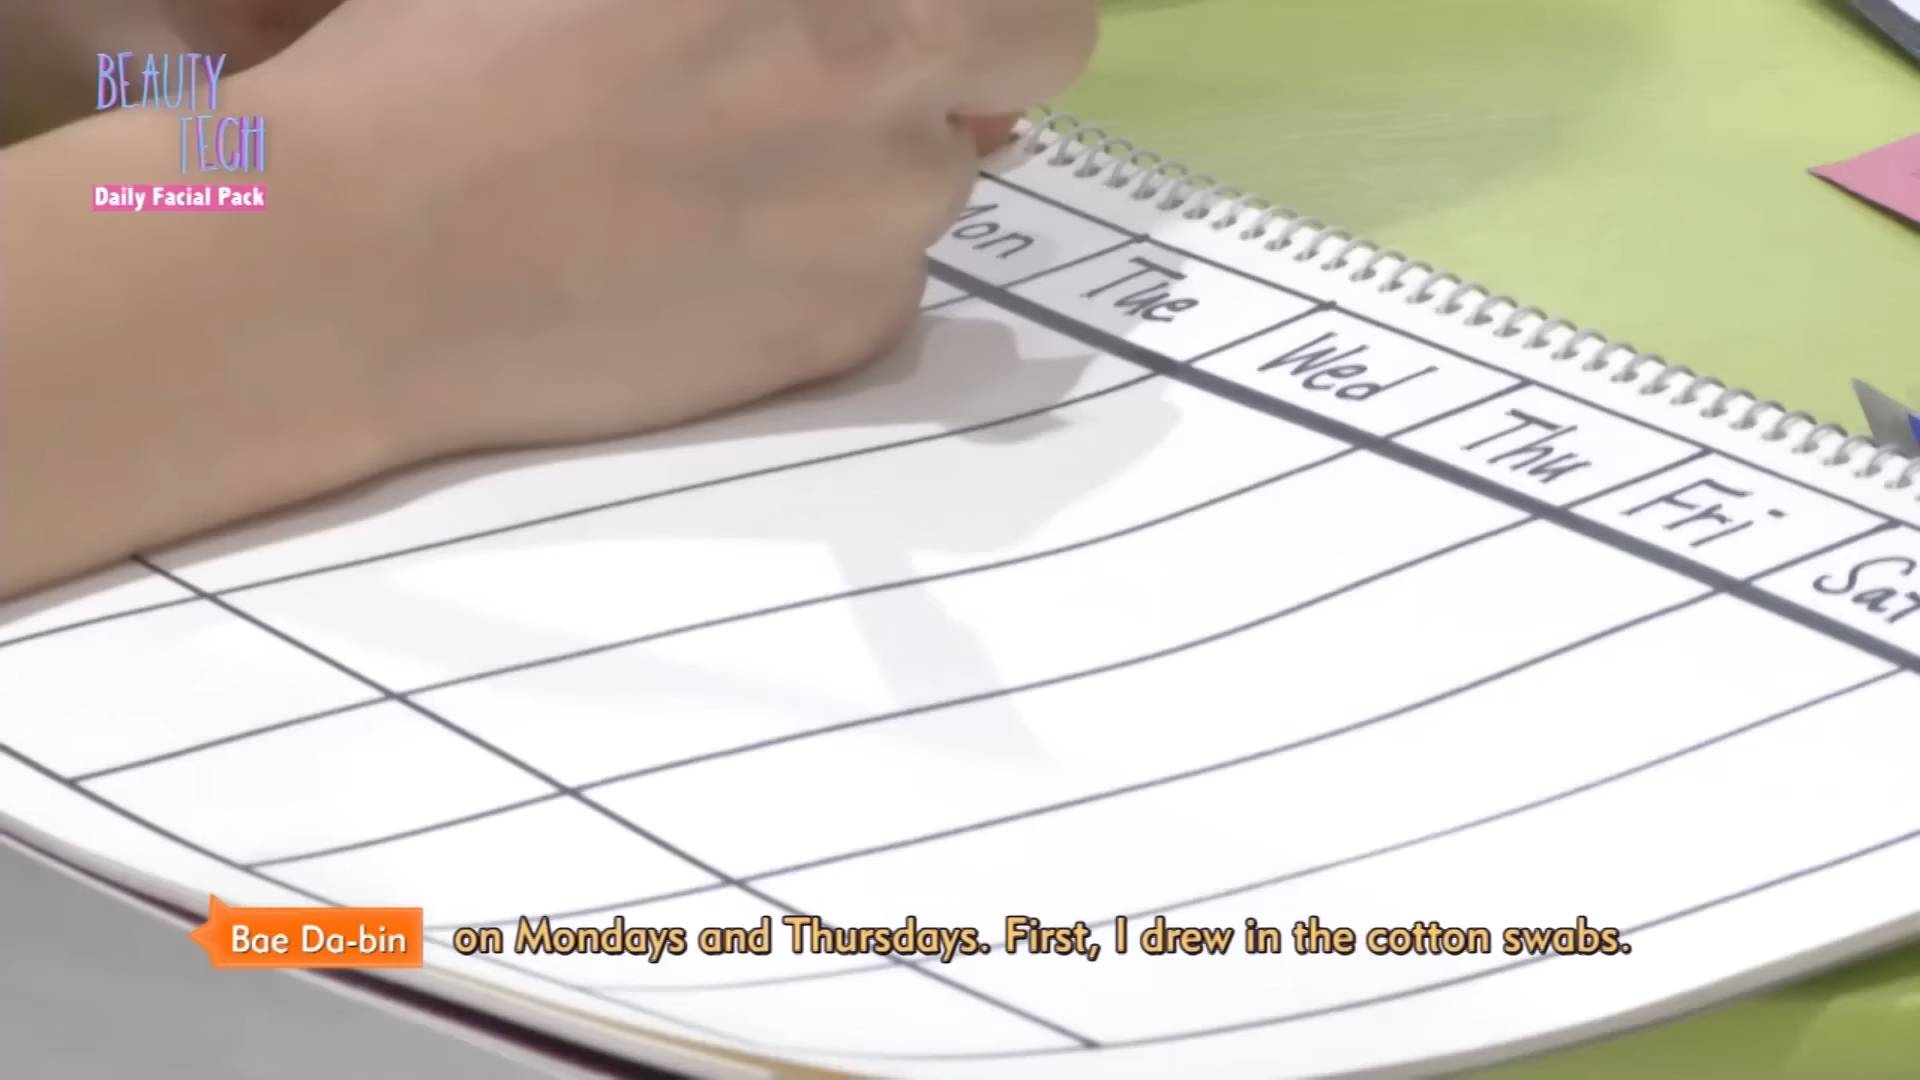 BEAUTY
TECH
Daily Facial Pack
Mon Tue Wed Thu Fri Sat
Bae Da-bin on Mondays and Thursdays. First, I drew in the cotton swabs.